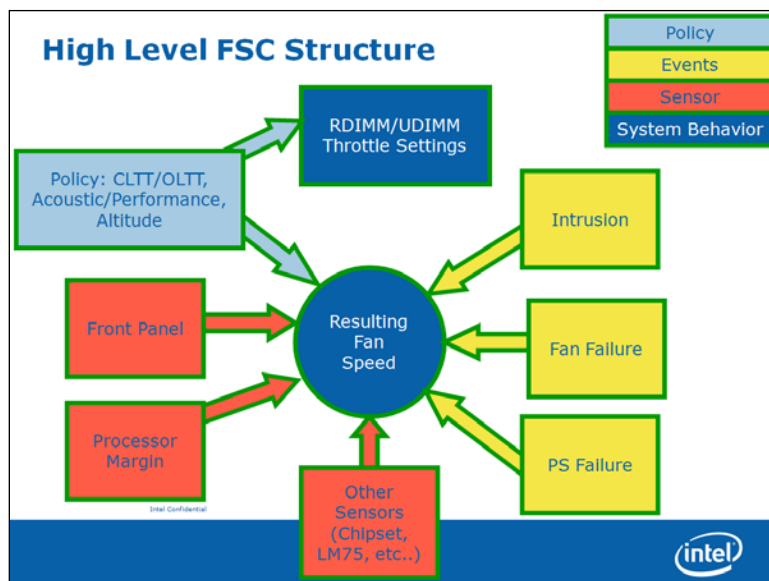 High Level FSC Structure
Policy
Events
Sensor
System Behavior
RDIMM/UDIMM
Throttle Settings
Policy: CLTT/OLTT,
Acoustic/Performance,
Altitude
Intrusion
Front Panel
Resulting
Fan
Speed
Fan Failure
Processor
Margin
PS Failure
Other
Sensors
(Chipset,
LM75, etc..)
Intel Confidential
intel